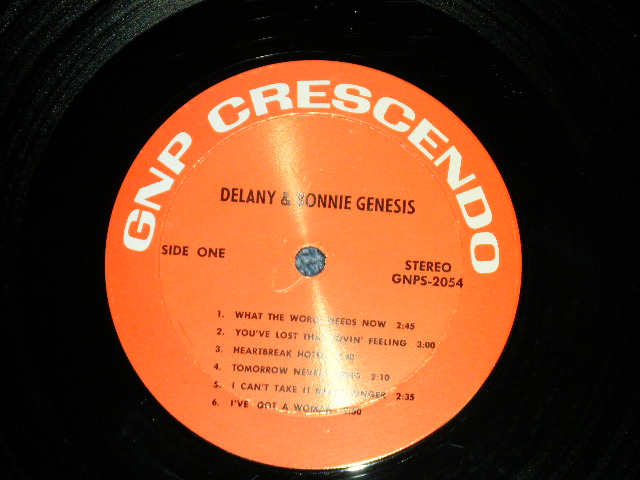 GNP CRESCENDO
DELANY & BONNIE GENESIS
SIDE ONE
STEREO
GNPS-2054
1. WHAT THE WORLD NEEDS NOW 2:45
2. YOU'VE LOST THAT LOVIN' FEELING 3:00
3. HEARTBREAK HOTEL
4. TOMORROW NEVER 2:10
5. I CAN'T TAKE IT LONGER 2:35
6. I'VE GOT A WOMAN